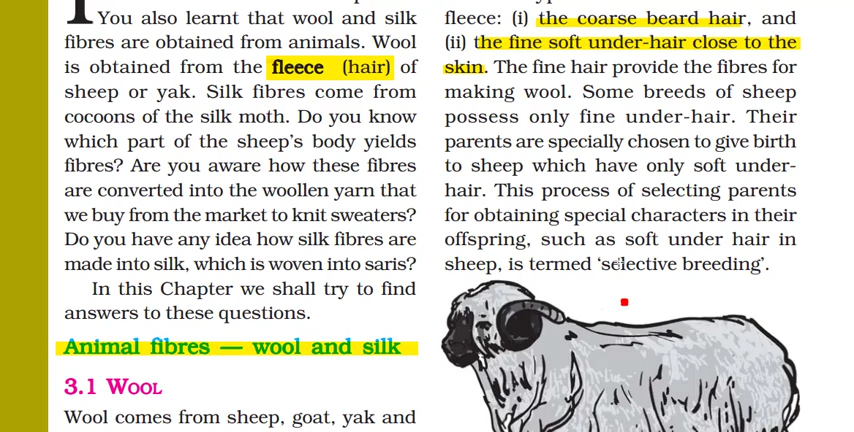 You also learnt that wool and silk
fibres are obtained from animals. Wool
is obtained from the fleece (hair) of
sheep or yak. Silk fibres come from
cocoons of the silk moth. Do you know
which part of the sheep's body yields
fibres? Are you aware how these fibres
are converted into the woollen yarn that
we buy from the market to knit sweaters?
Do you have any idea how silk fibres are
made into silk, which is woven into saris?
In this Chapter we shall try to find
answers to these questions.
Animal fibres — wool and silk
3.1 WOOL
Wool comes from sheep, goat, yak and
fleece: (i) the coarse beard hair, and
(ii) the fine soft under-hair close to the
skin. The fine hair provide the fibres for
making wool. Some breeds of sheep
possess only fine under-hair. Their
parents are specially chosen to give birth
to sheep which have only soft under-
hair. This process of selecting parents
for obtaining special characters in their
offspring, such as soft under hair in
sheep, is termed ‘selective breeding’.